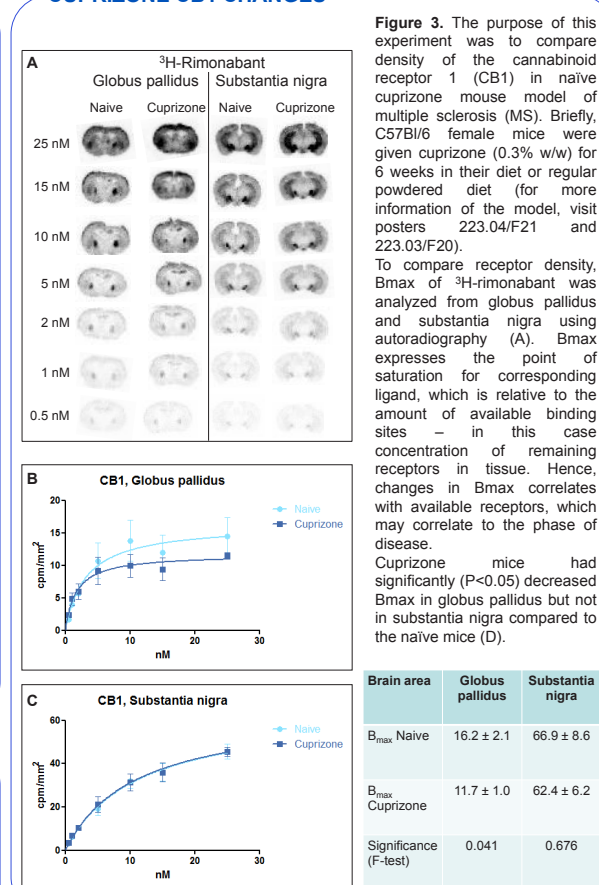 CUPRIZONE CB1 CHANGES
A
³H-Rimonabant
Globus pallidus Substantia nigra
Naive Cuprizone Naive Cuprizone
25 nM
15 nM
10 nM
5 nM
2 nM
1 nM
0.5 nM
B
CB1, Globus pallidus
20
15
10
5
0
cpm/mm²
0 10 20 30
nM
Naive
Cuprizone
C
CB1, Substantia nigra
60
40
20
0
cpm/mm²
0 10 20 30
nM
Naive
Cuprizone
Figure 3. The purpose of this
experiment was to compare
density of the cannabinoid
receptor 1 (CB1) in naïve
cuprizone mouse model of
multiple sclerosis (MS). Briefly,
C57Bl/6 female mice were
given cuprizone (0.3% w/w) for
6 weeks in their diet or regular
powdered diet (for more
information of the model, visit
posters 223.04/F21 and
223.03/F20).
To compare receptor density,
Bmax of ³H-rimonabant was
analyzed from globus pallidus
and substantia nigra using
autoradiography (A). Bmax
expresses the point of
saturation for corresponding
ligand, which is relative to the
amount of available binding
sites – in this case
concentration of remaining
receptors in tissue. Hence,
changes in Bmax correlates
with available receptors, which
may correlate to the phase of
disease.
Cuprizone mice had
significantly (P<0.05) decreased
Bmax in globus pallidus but not
in substantia nigra compared to
the naïve mice (D).
Brain area Globus pallidus Substantia nigra
Bmax Naive 16.2 ± 2.1 66.9 ± 8.6
Bmax Cuprizone 11.7 ± 1.0 62.4 ± 6.2
Significance (F-test) 0.041 0.676